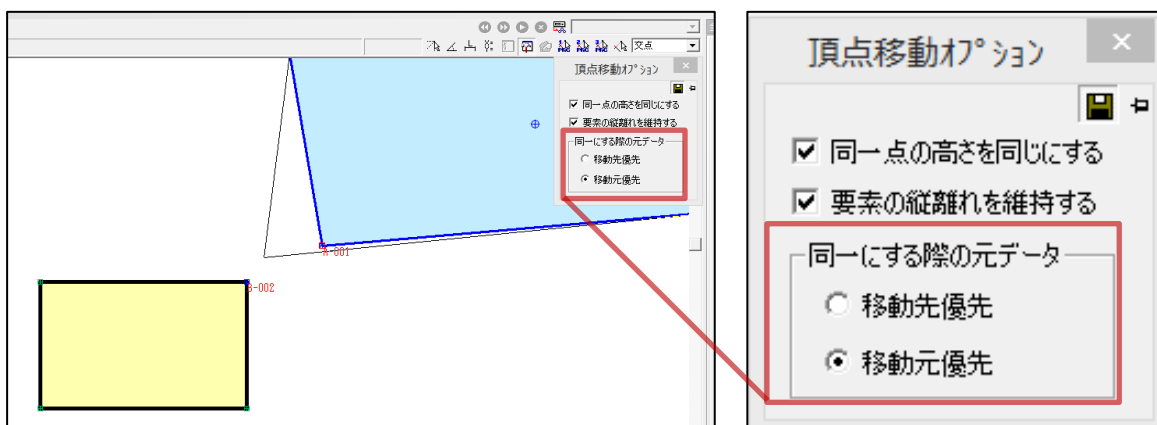 交点
頂点移動ｵﾌﾟｼｮﾝ
同一点の高さを同じにする
要素の縦離れを維持する
同一にする際の元データ
移動先優先
移動元優先
A-001
B-002
頂点移動ｵﾌﾟｼｮﾝ
同一点の高さを同じにする
要素の縦離れを維持する
同一にする際の元データ
移動先優先
移動元優先